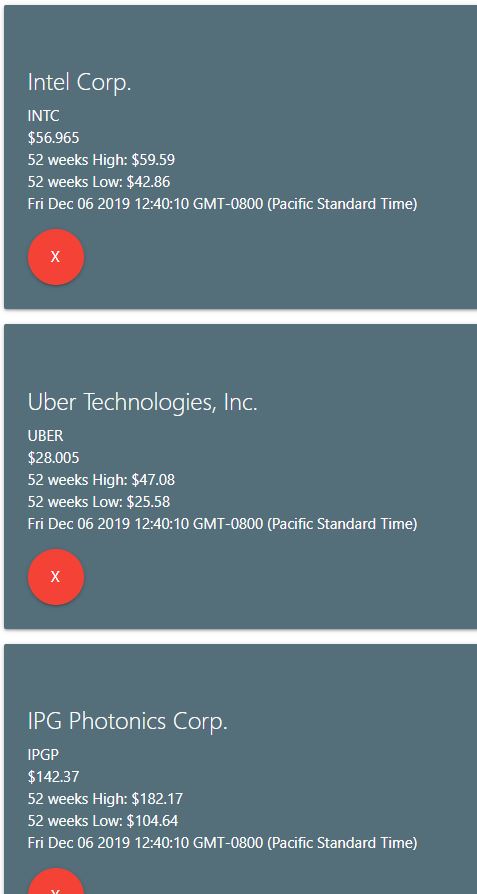 Intel Corp.
INTC
$56.965
52 weeks High: $59.59
52 weeks Low: $42.86
Fri Dec 06 2019 12:40:10 GMT-0800 (Pacific Standard Time)
X
Uber Technologies, Inc.
UBER
$28.005
52 weeks High: $47.08
52 weeks Low: $25.58
Fri Dec 06 2019 12:40:10 GMT-0800 (Pacific Standard Time)
X
IPG Photonics Corp.
IPGP
$142.37
52 weeks High: $182.17
52 weeks Low: $104.64
Fri Dec 06 2019 12:40:10 GMT-0800 (Pacific Standard Time)
X